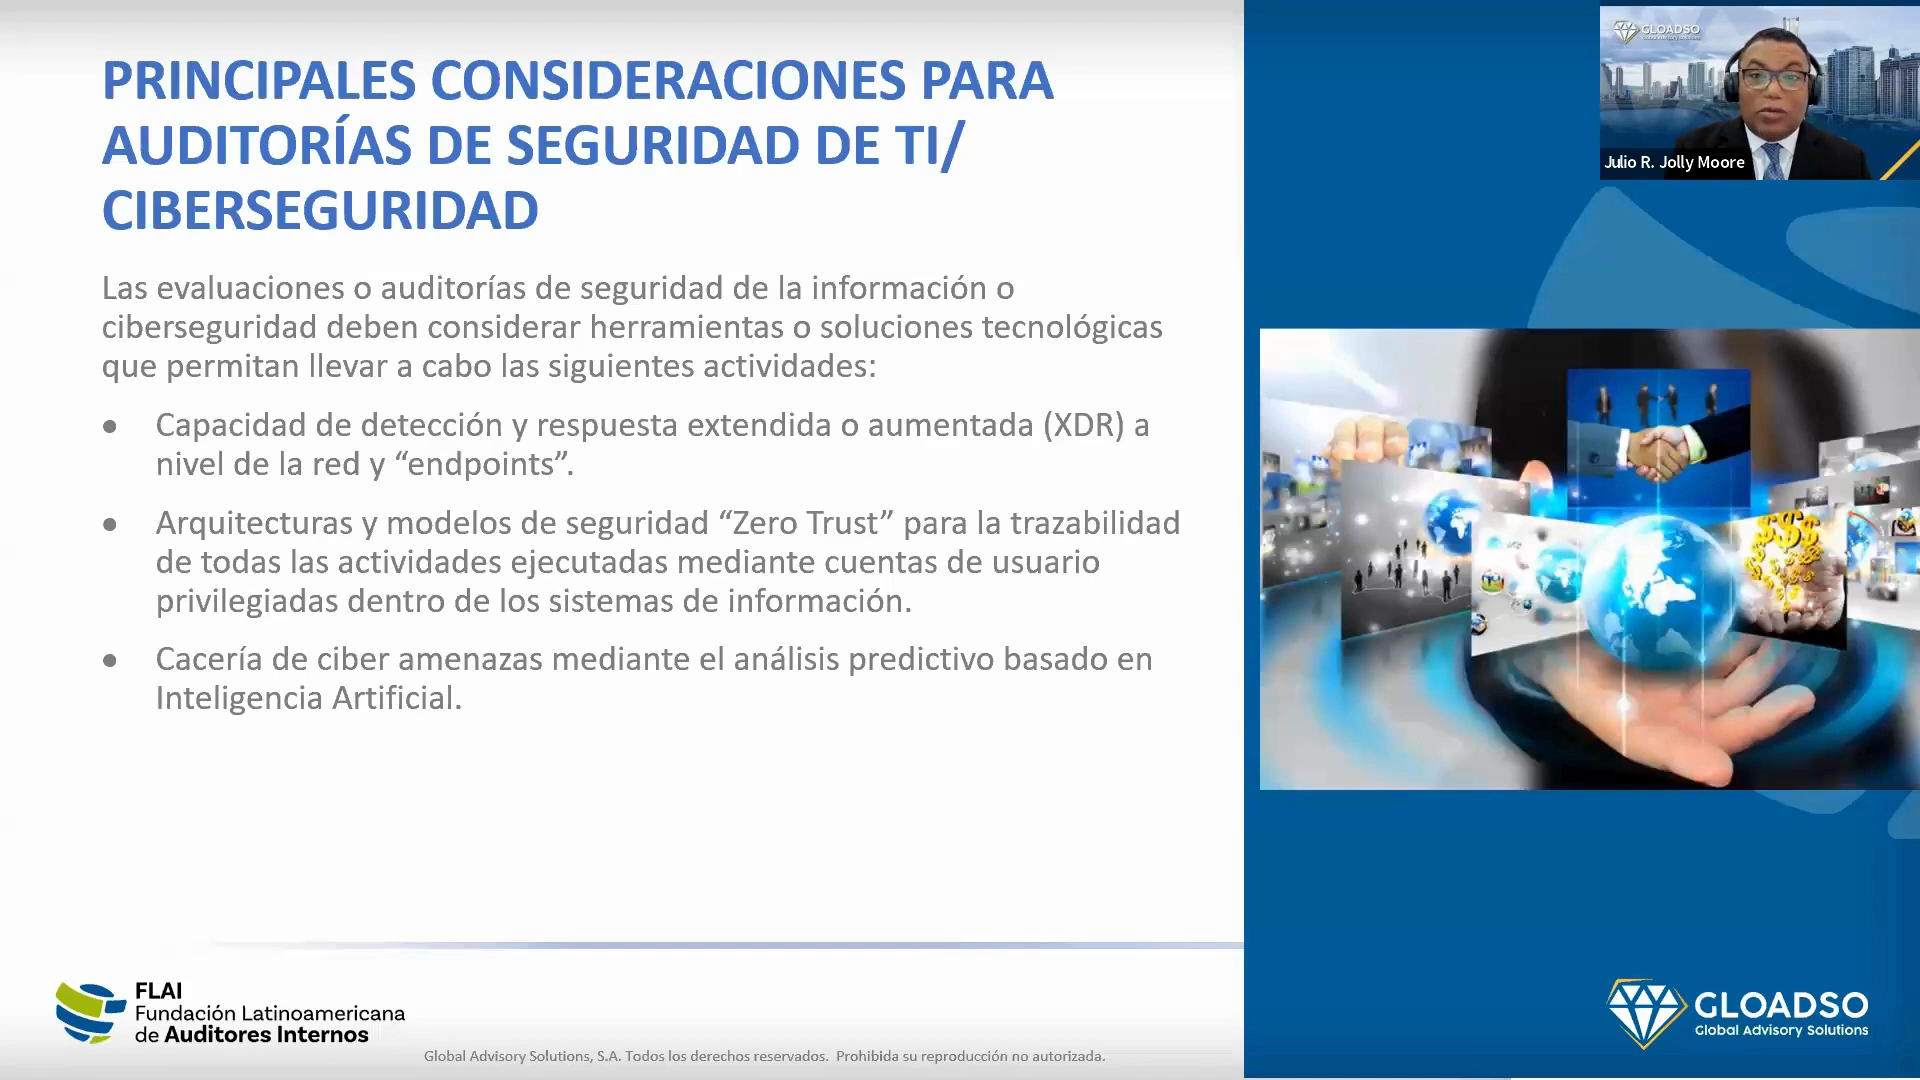 PRINCIPALES CONSIDERACIONES PARA
AUDITORÍAS DE SEGURIDAD DE TI/
CIBERSEGURIDAD
Las evaluaciones o auditorías de seguridad de la información o
ciberseguridad deben considerar herramientas o soluciones tecnológicas
que permitan llevar a cabo las siguientes actividades:
• Capacidad de detección y respuesta extendida o aumentada (XDR) a
nivel de la red y “endpoints”.
• Arquitecturas y modelos de seguridad “Zero Trust” para la trazabilidad
de todas las actividades ejecutadas mediante cuentas de usuario
privilegiadas dentro de los sistemas de información.
• Cacería de ciber amenazas mediante el análisis predictivo basado en
Inteligencia Artificial.
GLOADSO
Julio R. Jolly Moore
FLAI
Fundación Latinoamericana
de Auditores Internos
Global Advisory Solutions, S.A. Todos los derechos reservados. Prohibida su reproducción no autorizada.
GLOADSO
Global Advisory Solutions